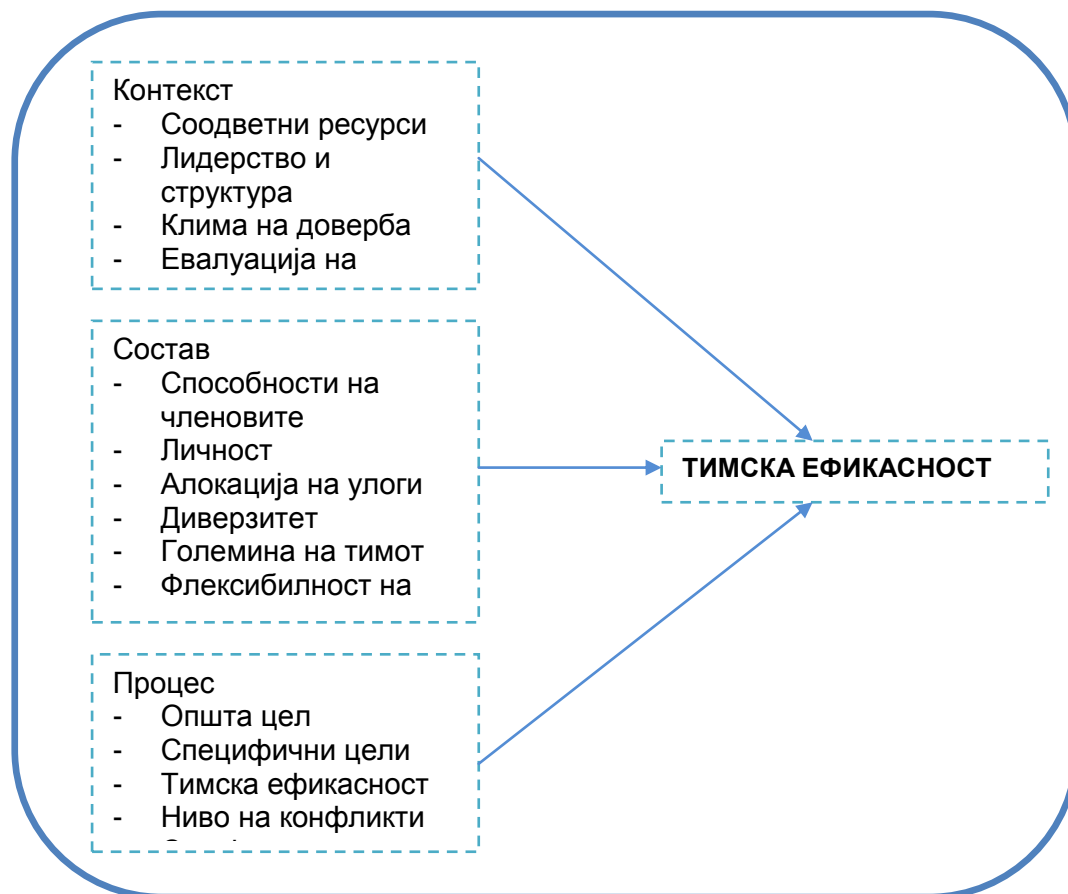 Контекст
- Соодветни ресурси
- Лидерство и
структура
- Клима на доверба
- Евалуација на
Состав
- Способности на
членовите
- Личност
- Алокација на улоги
- Диверзитет
- Големина на тимот
- Флексибилност на
ТИМСКА ЕФИКАСНОСТ
Процес
- Општа цел
- Специфични цели
- Тимска ефикасност
- Ниво на конфликти